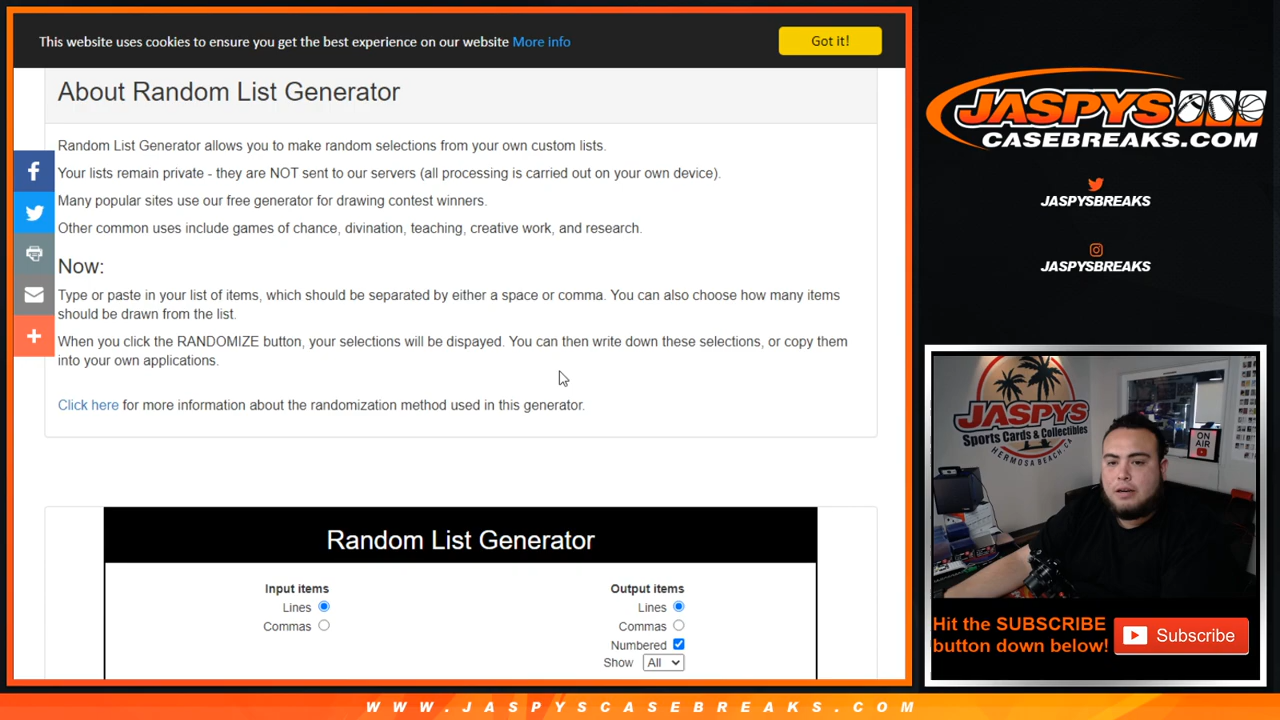 This website uses cookies to ensure you get the best experience on our website More info
Got it!
About Random List Generator
Random List Generator allows you to make random selections from your own custom lists.
Your lists remain private - they are NOT sent to our servers (all processing is carried out on your own device).
Many popular sites use our free generator for drawing contest winners.
Other common uses include games of chance, divination, teaching, creative work, and research.
Now:
Type or paste in your list of items, which should be separated by either a space or comma. You can also choose how many items
should be drawn from the list.
When you click the RANDOMIZE button, your selections will be dispayed. You can then write down these selections, or copy them
into your own applications.
Click here for more information about the randomization method used in this generator.
Random List Generator
Input items
Lines
Commas
Output items
Lines
Commas
Numbered
Show All
JASPYS
CASEBREAKS.COM
JASPYSBREAKS
JASPYSBREAKS
JASPYS
Sports Cards & Collectibles
HERMOSA BEACH, CA
ON
AIR
Hit the SUBSCRIBE
button down below!
Subscribe
WWW.JASPYSCASEBREAKS.COM